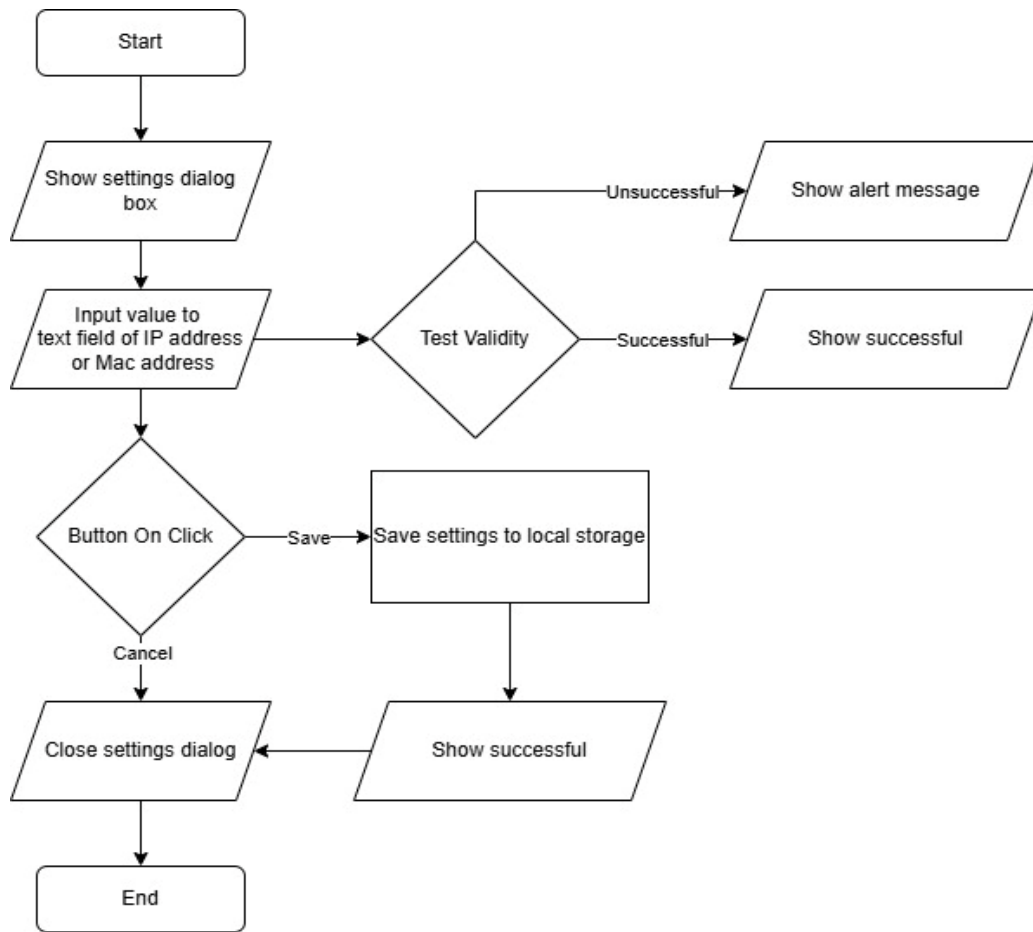 Start
Show settings dialog
box
Unsuccessful
Show alert message
Input value to
text field of IP address
or Mac address
Test Validity
Successful
Show successful
Button On Click
Save
Save settings to local storage
Cancel
Close settings dialog
Show successful
End